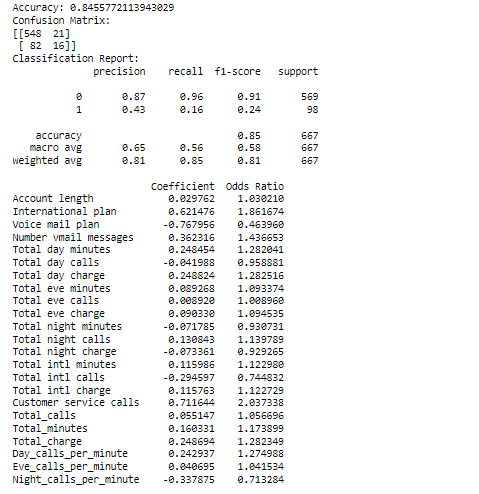 Accuracy: 0.8455772113943029
Confusion Matrix:
[[548  21]
 [ 82  16]]
Classification Report:
              precision    recall  f1-score   support

           0       0.87      0.96      0.91       569
           1       0.43      0.16      0.24        98

    accuracy                           0.85       667
   macro avg       0.65      0.56      0.58       667
weighted avg       0.81      0.85      0.81       667

                        Coefficient  Odds Ratio
Account length             0.029762    1.030210
International plan         0.621476    1.861674
Voice mail plan           -0.767956    0.463960
Number vmail messages      0.362316    1.436653
Total day minutes          0.248454    1.282041
Total day calls           -0.041988    0.958881
Total day charge           0.248824    1.282516
Total eve minutes          0.089268    1.093374
Total eve calls            0.008920    1.008960
Total eve charge           0.090330    1.094535
Total night minutes       -0.071785    0.930731
Total night calls          0.130843    1.139789
Total night charge        -0.073361    0.929265
Total intl minutes         0.115986    1.122980
Total intl calls          -0.294597    0.744832
Total intl charge          0.115763    1.122729
Customer service calls     0.711644    2.037338
Total_calls                0.055147    1.056696
Total_minutes              0.160331    1.173899
Total_charge               0.248694    1.282349
Day_calls_per_minute       0.242937    1.274988
Eve_calls_per_minute       0.040695    1.041534
Night_calls_per_minute    -0.337875    0.713284